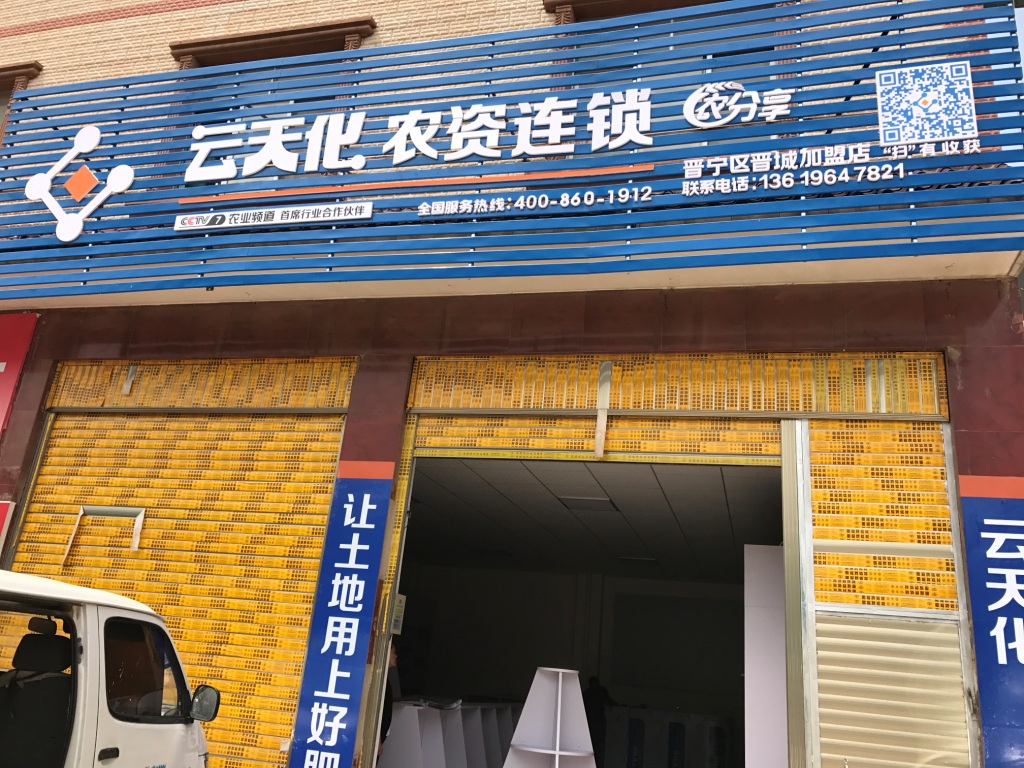 云天化 农资连锁 农分享
CCTV 7 农业频道 首席行业合作伙伴
全国服务热线:400-860-1912
晋宁区晋城加盟店
联系电话:136 1964 7821
“扫”有收获
让土地用上好肥
云天化